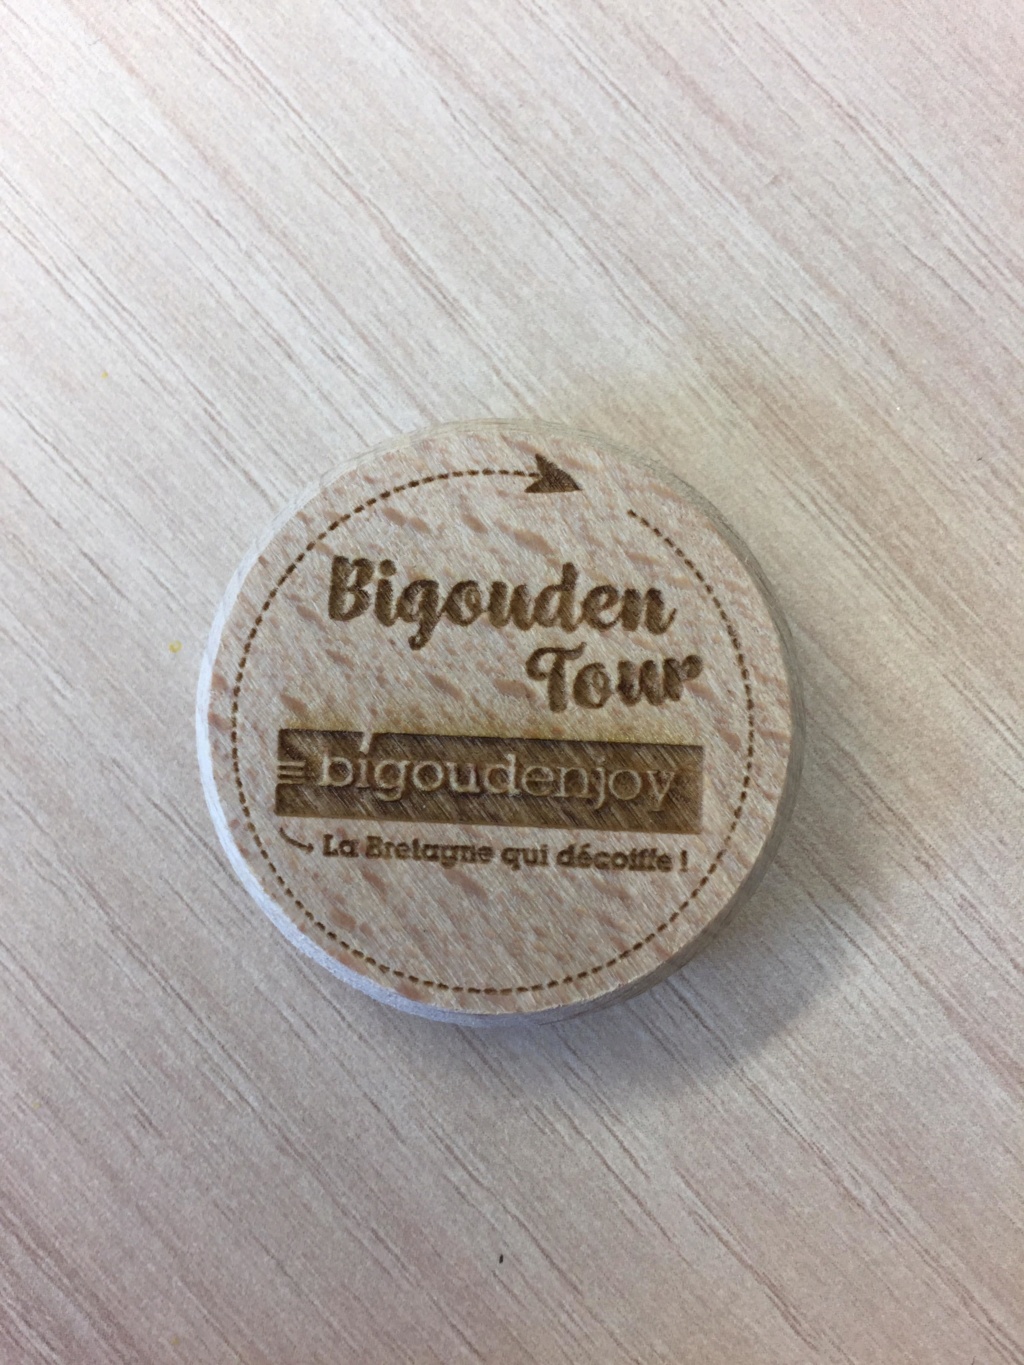 Bigouden
Tour
bigoudenjoy
La Bretagne qui décoiffe !